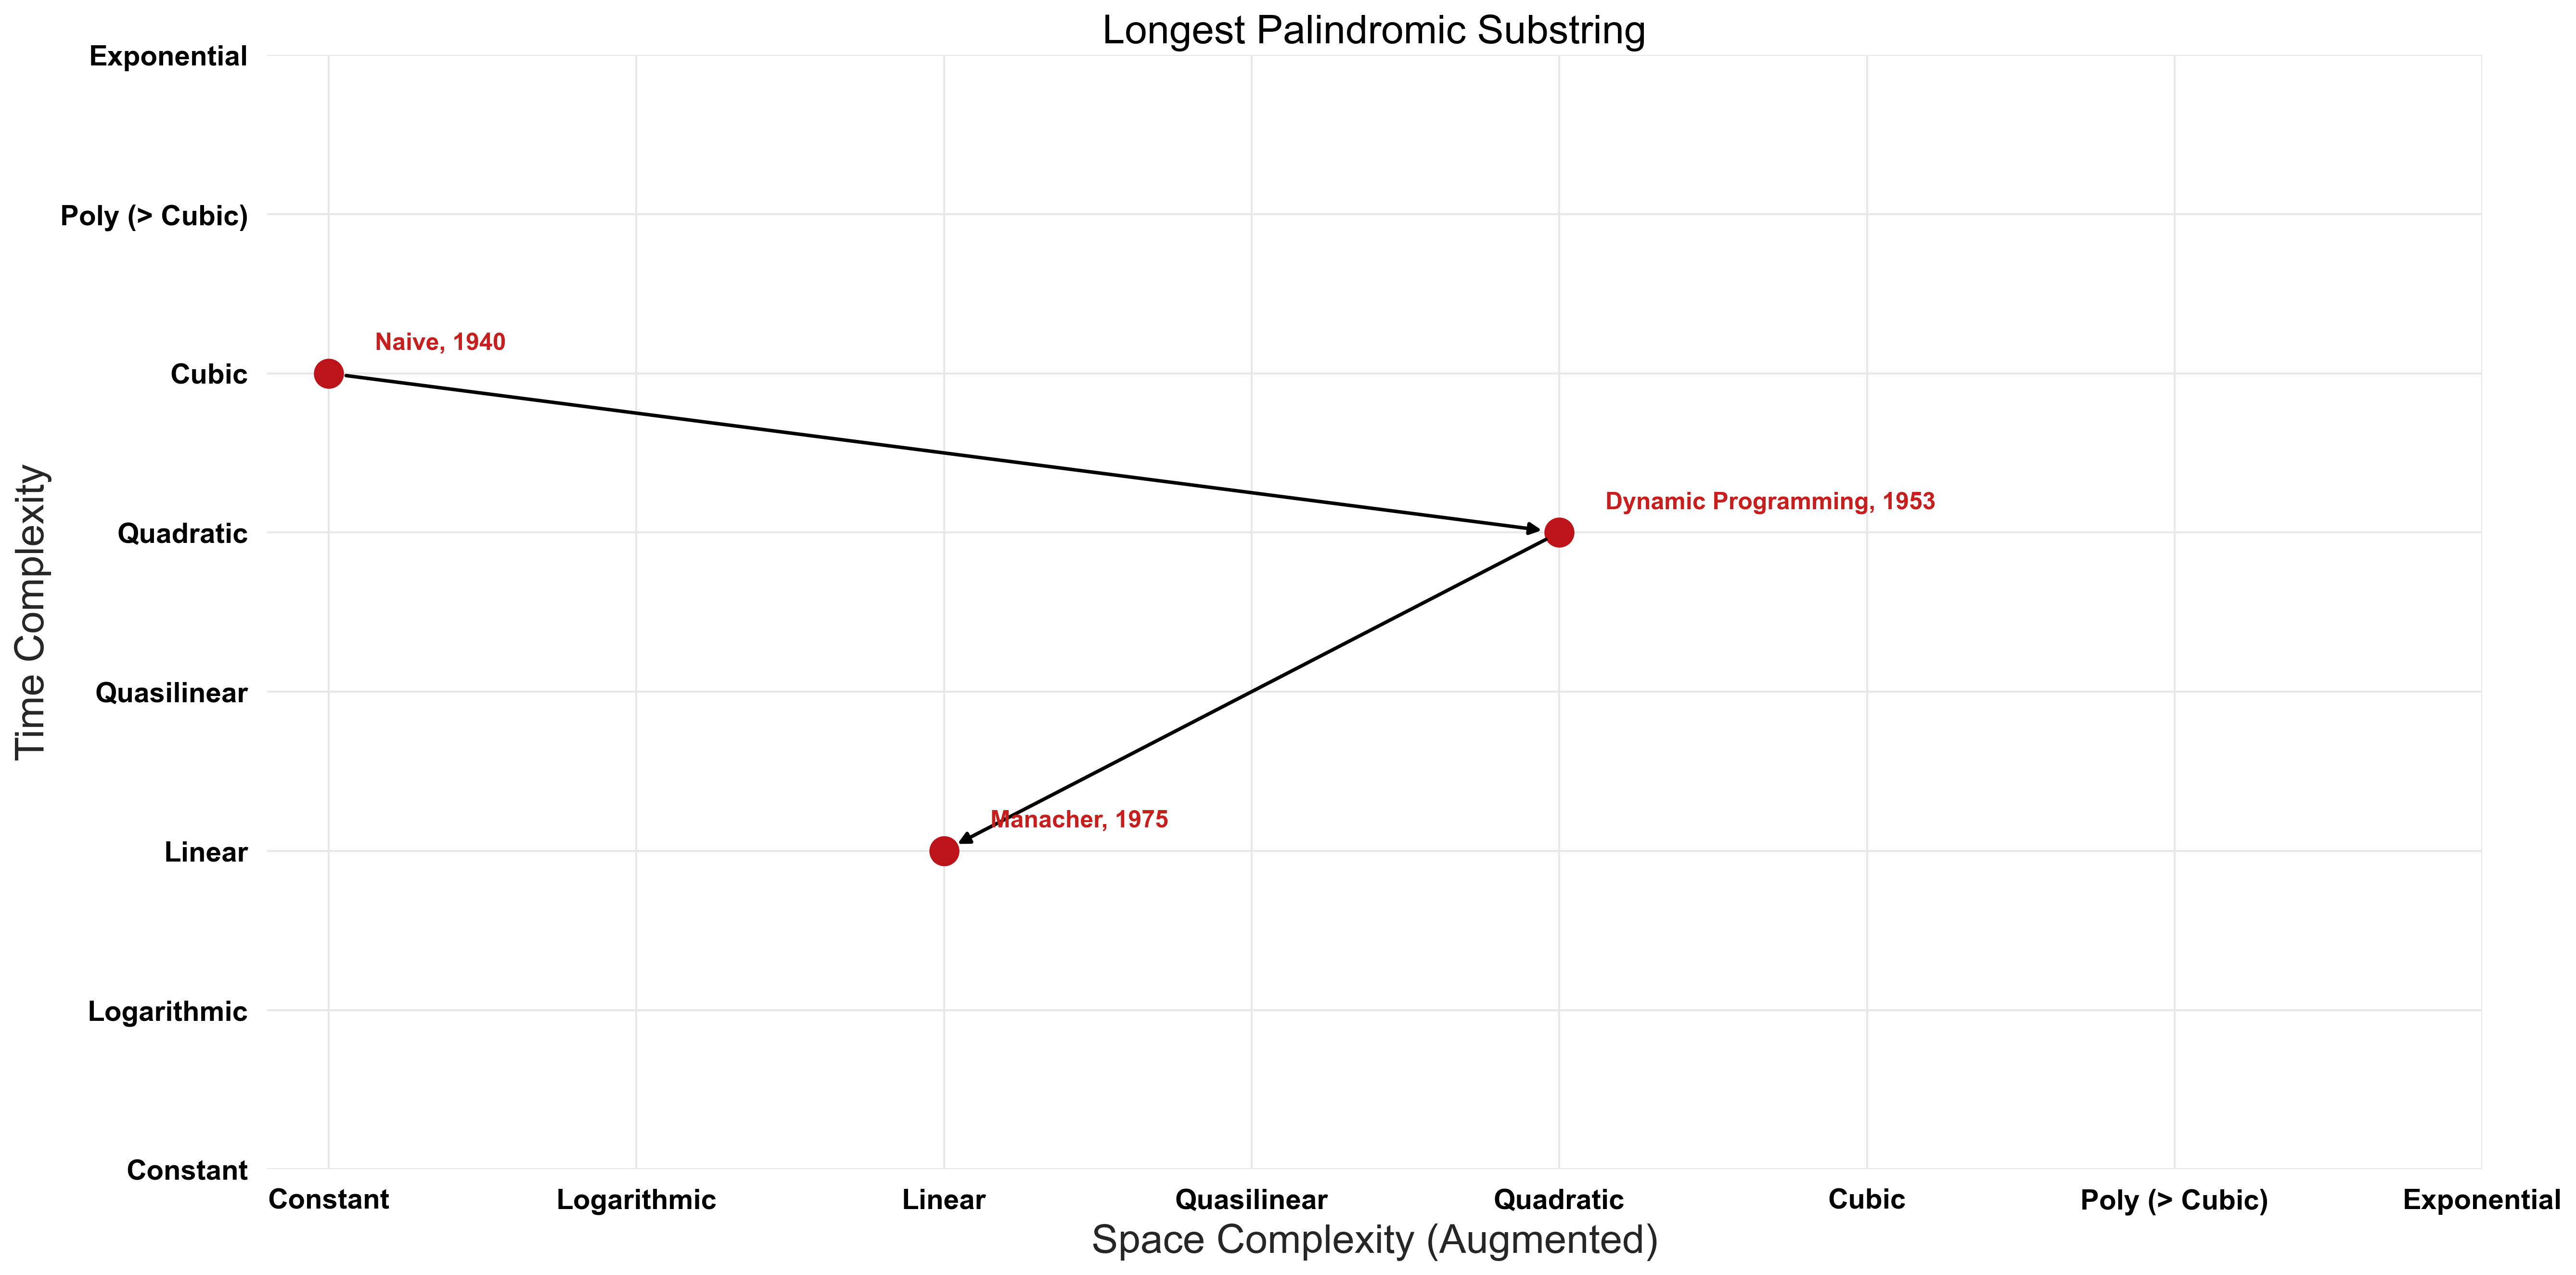 Longest Palindromic Substring
Exponential
Poly (> Cubic)
Cubic
Quadratic
Quasilinear
Linear
Logarithmic
Constant
Time Complexity
Naive, 1940
Dynamic Programming, 1953
Manacher, 1975
Constant
Logarithmic
Linear
Quasilinear
Quadratic
Cubic
Poly (> Cubic)
Exponential
Space Complexity (Augmented)